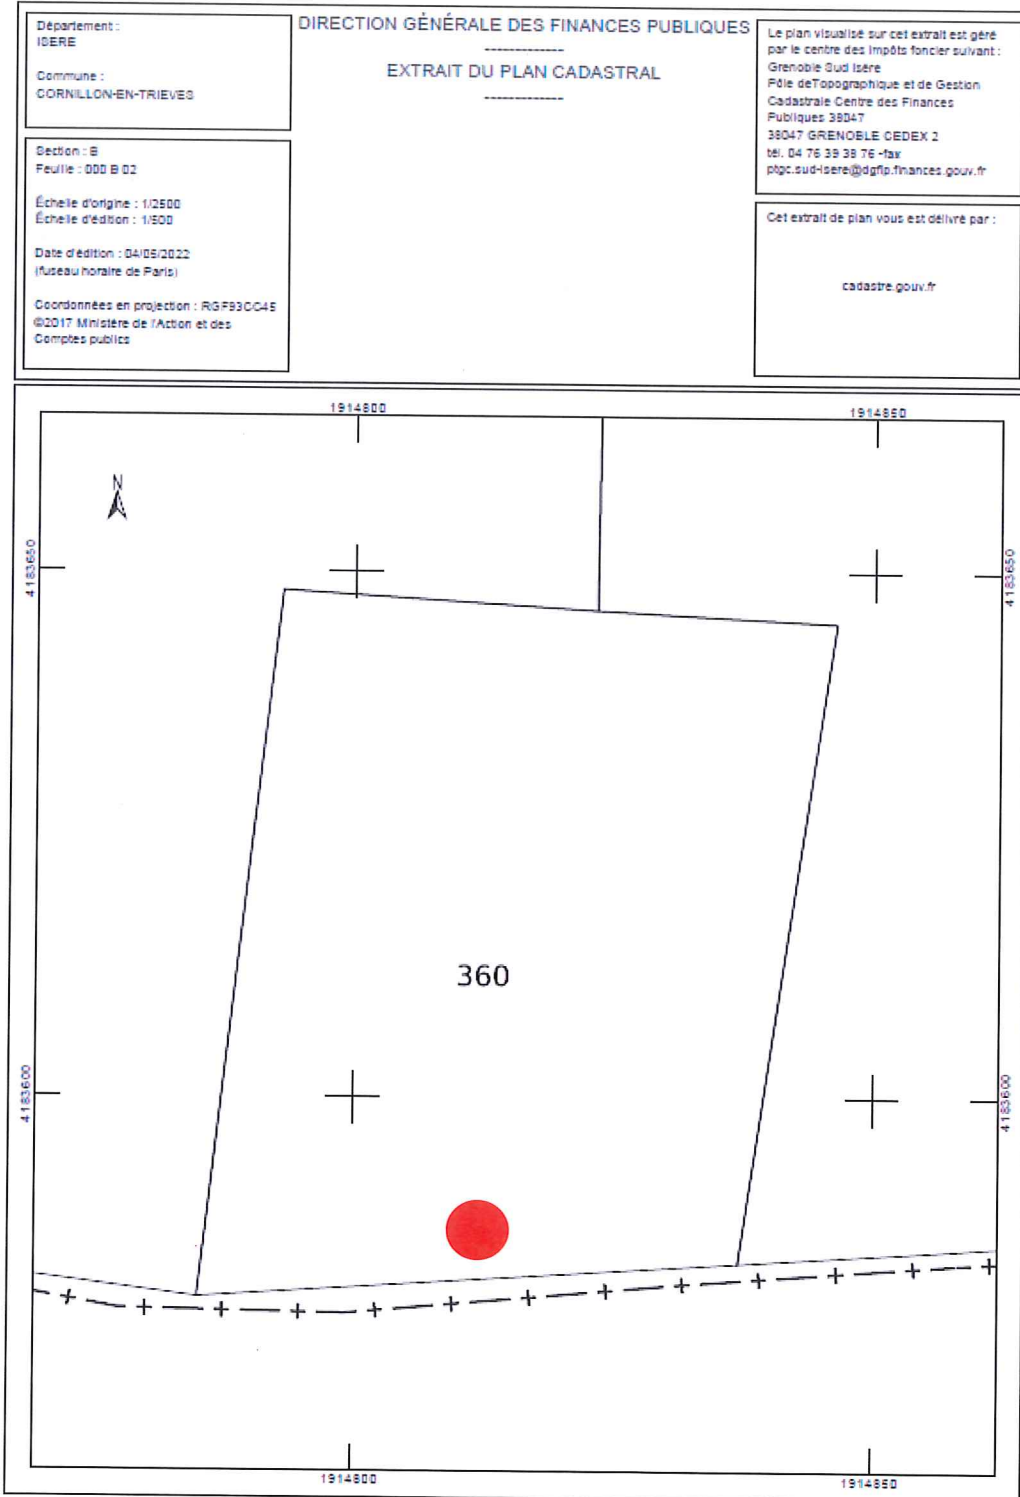 Département :
ISERE
Commune :
CORNILLON-EN-TRIEVES
Section : B
Feuille : 000 B 02
Échelle d'origine : 1/2500
Échelle d'édition : 1/500
Date d'édition : 04/05/2022
(fuseau horaire de Paris)
Coordonnées en projection : RGF93CC45
©2017 Ministère de l'Action et des
Comptes publics
DIRECTION GÉNÉRALE DES FINANCES PUBLIQUES
-------------
EXTRAIT DU PLAN CADASTRAL
-------------
Le plan visualisé sur cet extrait est géré
par le centre des impôts foncier suivant :
Grenoble Sud Isère
Pôle deTopographique et de Gestion
Cadastrale Centre des Finances
Publiques 38047
38047 GRENOBLE CEDEX 2
tél. 04 76 39 38 76 -fax
ptgc.sud-isere@dgfip.finances.gouv.fr
Cet extrait de plan vous est délivré par :
cadastre.gouv.fr
1914800
1914850
N
4183650
4183650
360
4183600
4183600
1914800
1914850